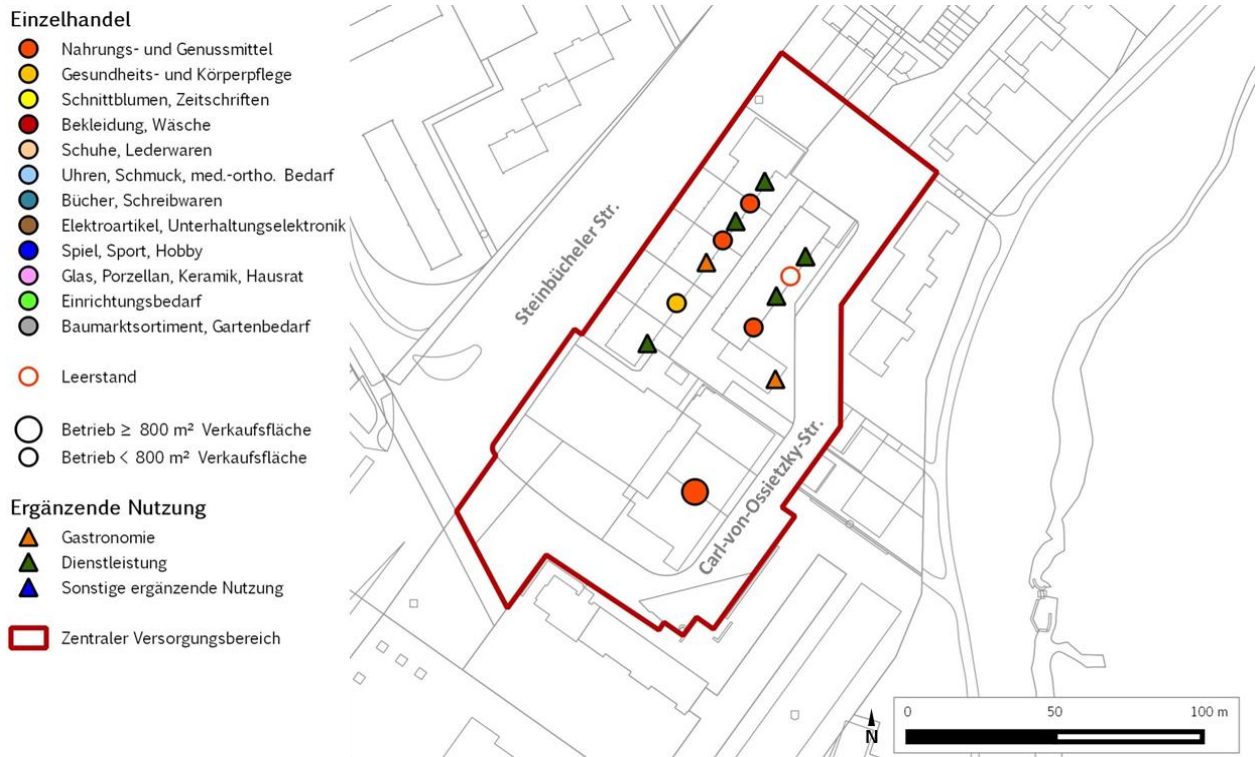 Einzelhandel
Nahrungs- und Genussmittel
Gesundheits- und Körperpflege
Schnittblumen, Zeitschriften
Bekleidung, Wäsche
Schuhe, Lederwaren
Uhren, Schmuck, med.-ortho. Bedarf
Bücher, Schreibwaren
Elektroartikel, Unterhaltungselektronik
Spiel, Sport, Hobby
Glas, Porzellan, Keramik, Hausrat
Einrichtungsbedarf
Baumarktsortiment, Gartenbedarf
Leerstand
Betrieb ≥ 800 m² Verkaufsfläche
Betrieb < 800 m² Verkaufsfläche
Ergänzende Nutzung
Gastronomie
Dienstleistung
Sonstige ergänzende Nutzung
Zentraler Versorgungsbereich
Steinbücheler Str.
Carl-von-Ossietzky-Str.
N
0 50 100 m